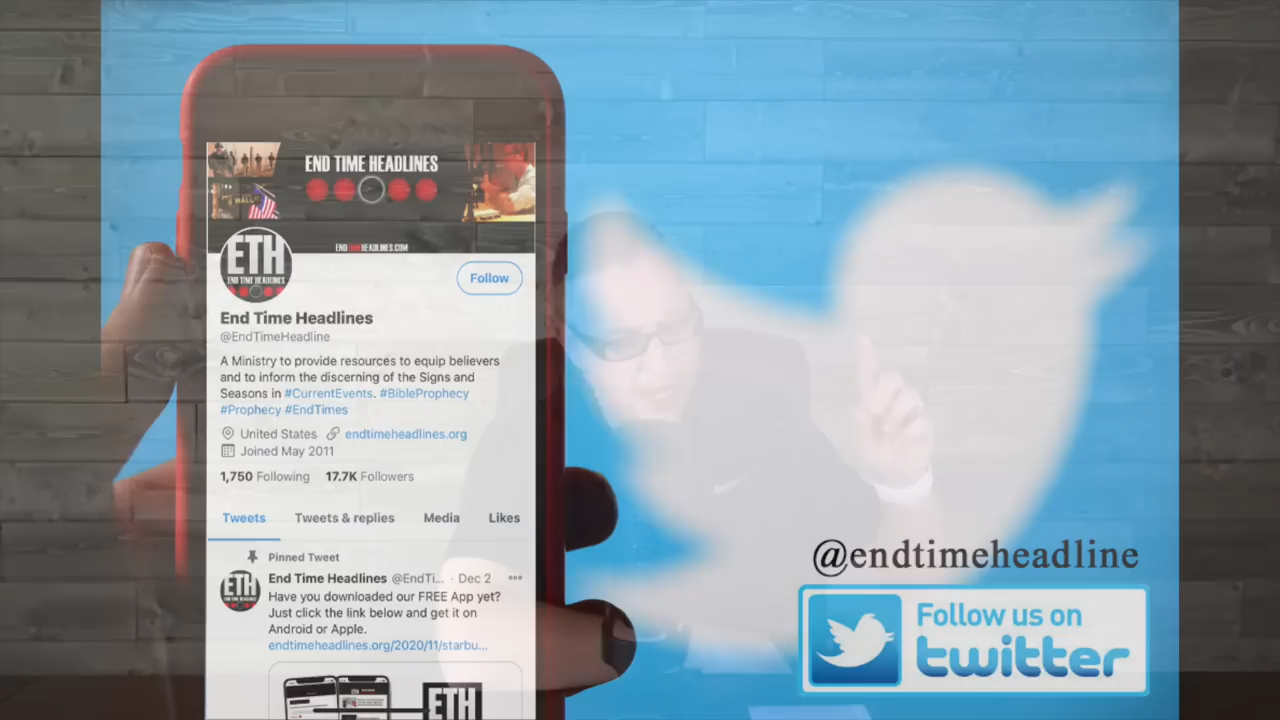 END TIME HEADLINES
ETH
END TIME HEADLINES
ENDTIMEHEADLINES.COM
Follow
End Time Headlines
@EndTimeHeadline
A Ministry to provide resources to equip believers
and to inform the discerning of the Signs and
Seasons in #CurrentEvents. #BibleProphecy
#Prophecy #EndTimes
United States endtimeheadlines.org
Joined May 2011
1,750 Following 17.7K Followers
Tweets Tweets & replies Media Likes
Pinned Tweet
ETH
End Time Headlines @EndTi... · Dec 2
Have you downloaded our FREE App yet?
Just click the link below and get it on
Android or Apple.
endtimeheadlines.org/2020/11/starbu...
ETH
@endtimeheadline
Follow us on
twitter